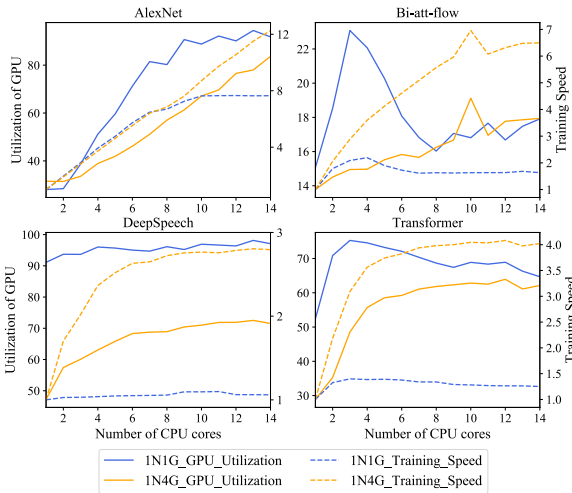 AlexNet
Bi-att-flow
Utilization of GPU
80
60
40
12
8
4
2 4 6 8 10 12 14
22
20
18
16
14
7
6
5
4
3
2
1
Training Speed
2 4 6 8 10 12 14
DeepSpeech
Transformer
Utilization of GPU
100
90
80
70
60
50
3
2
1
2 4 6 8 10 12 14
Number of CPU cores
70
60
50
40
30
4.0
3.5
3.0
2.5
2.0
1.5
1.0
Training_Speed
2 4 6 8 10 12 14
Number of CPU cores
1N1G_GPU_Utilization 1N1G_Training_Speed
1N4G_GPU_Utilization 1N4G_Training_Speed